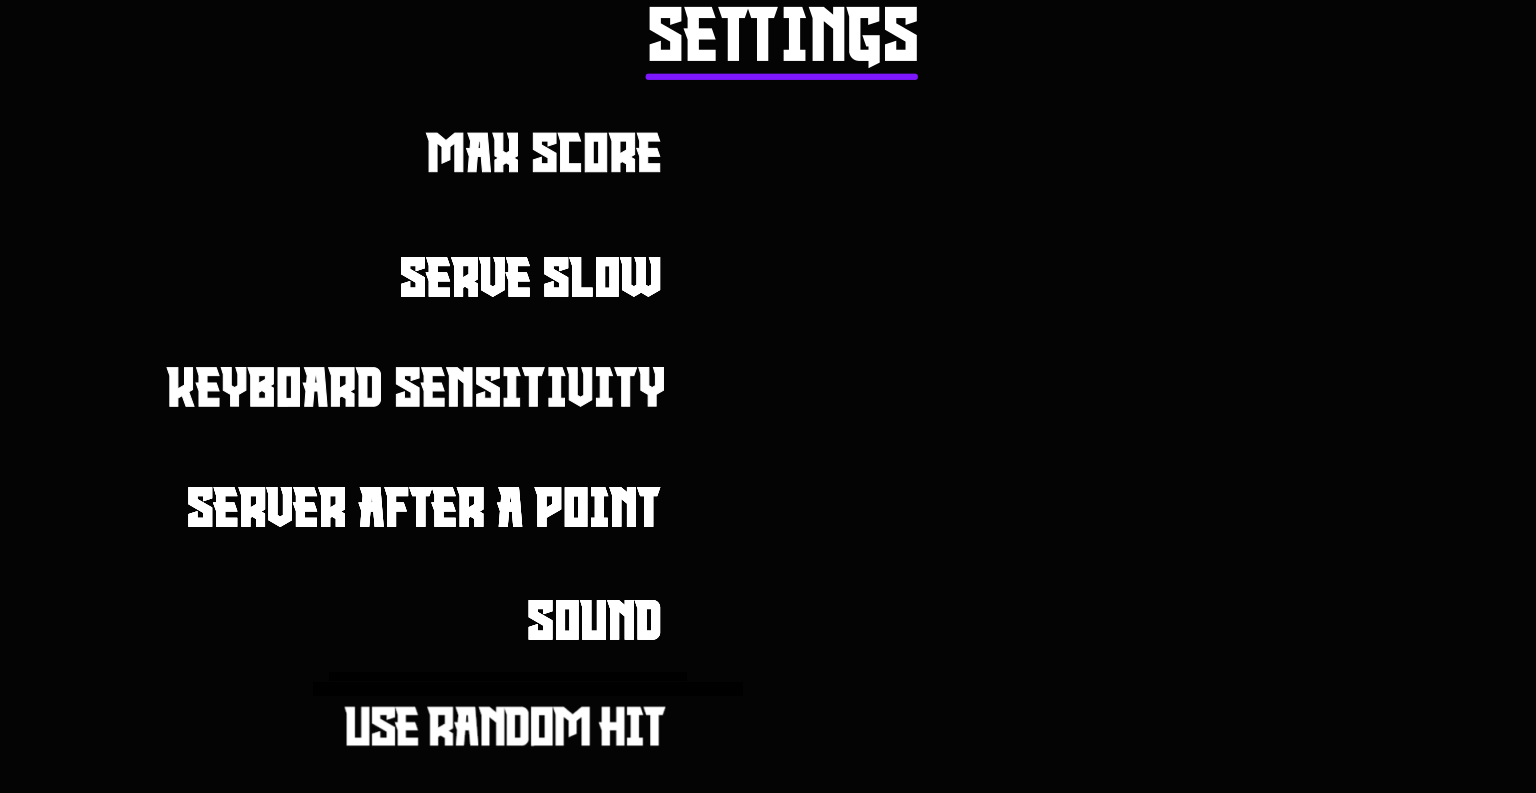 SETTINGS
MAX SCORE
SERVE SLOW
KEYBOARD SENSITIVITY
SERVER AFTER A POINT
SOUND
USE RANDOM HIT